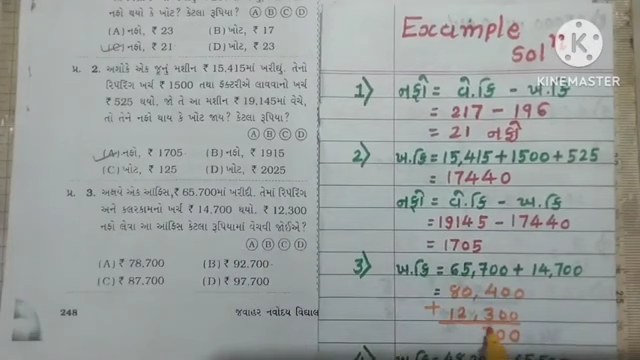 નફો થયો કે ખોટ? કેટલા રૂપિયા? Ⓐ Ⓑ Ⓒ Ⓓ
(A) નફો, ₹ 23 (B) ખોટ, ₹ 17
નફો, ₹ 21 (D) ખોટ, ₹ 23
પ્ર. 2. અશોકે એક જૂનું મશીન ₹ 15,415માં ખરીદ્યું. તેનો
રિપેરિંગ ખર્ચ ₹ 1500 તથા ફેક્ટરીએ લાવવાનો ખર્ચ
₹ 525 થયો. જો તે આ મશીન ₹ 19,145માં વેચે,
તો તેને નફો થાય કે ખોટ જાય? કેટલા રૂપિયા?
Ⓐ Ⓑ Ⓒ Ⓓ
(A) નફો, ₹ 1705 (B) ખોટ, ₹ 1915
(C) ખોટ, ₹ 125 (D) ખોટ, ₹ 2025
પ્ર. 3. અક્ષયે એક ઑફિસ, ₹ 65,700માં ખરીદી. તેમાં રિપેરિંગ
અને કલરકામનો ખર્ચ ₹ 14,700 થયો. ₹ 12,300
નફો લેવા આ ઑફિસ કેટલા રૂપિયામાં વેચવી જોઈએ?
Ⓐ Ⓑ Ⓒ Ⓓ
(A) ₹ 78,700 (B) ₹ 92,700
(C) ₹ 87,700 (D) ₹ 97,700
248 જવાહર નવોદય વિદ્યાલ
Example
solⁿ
KINEMASTER
1) નફો = વે.કિં - ખ.કિં
= 217 - 196
= 21 નફો
2) ખ.કિં = 15,415 + 1500 + 525
= 17440
નફો = વે.કિં - ખ.કિં
= 19145 - 17440
= 1705
3) ખ.કિં = 65,700 + 14,700
= 80,400
+ 12,300
700